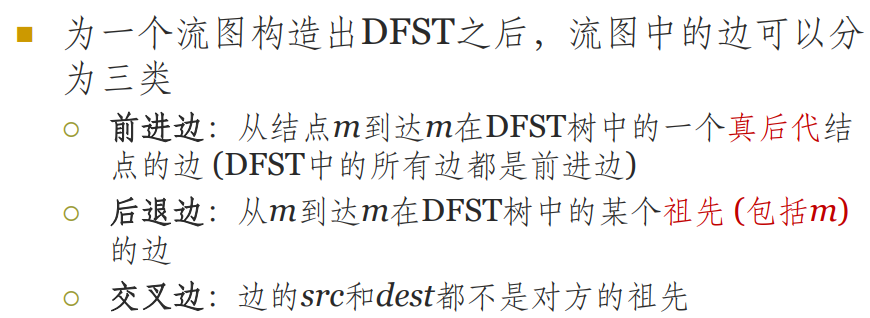 为一个流图构造出DFST之后，流图中的边可以分
为三类
前进边：从结点m到达m在DFST树中的一个真后代结
点的边 (DFST中的所有边都是前进边)
后退边：从m到达m在DFST树中的某个祖先 (包括m)
的边
交叉边：边的src和dest都不是对方的祖先